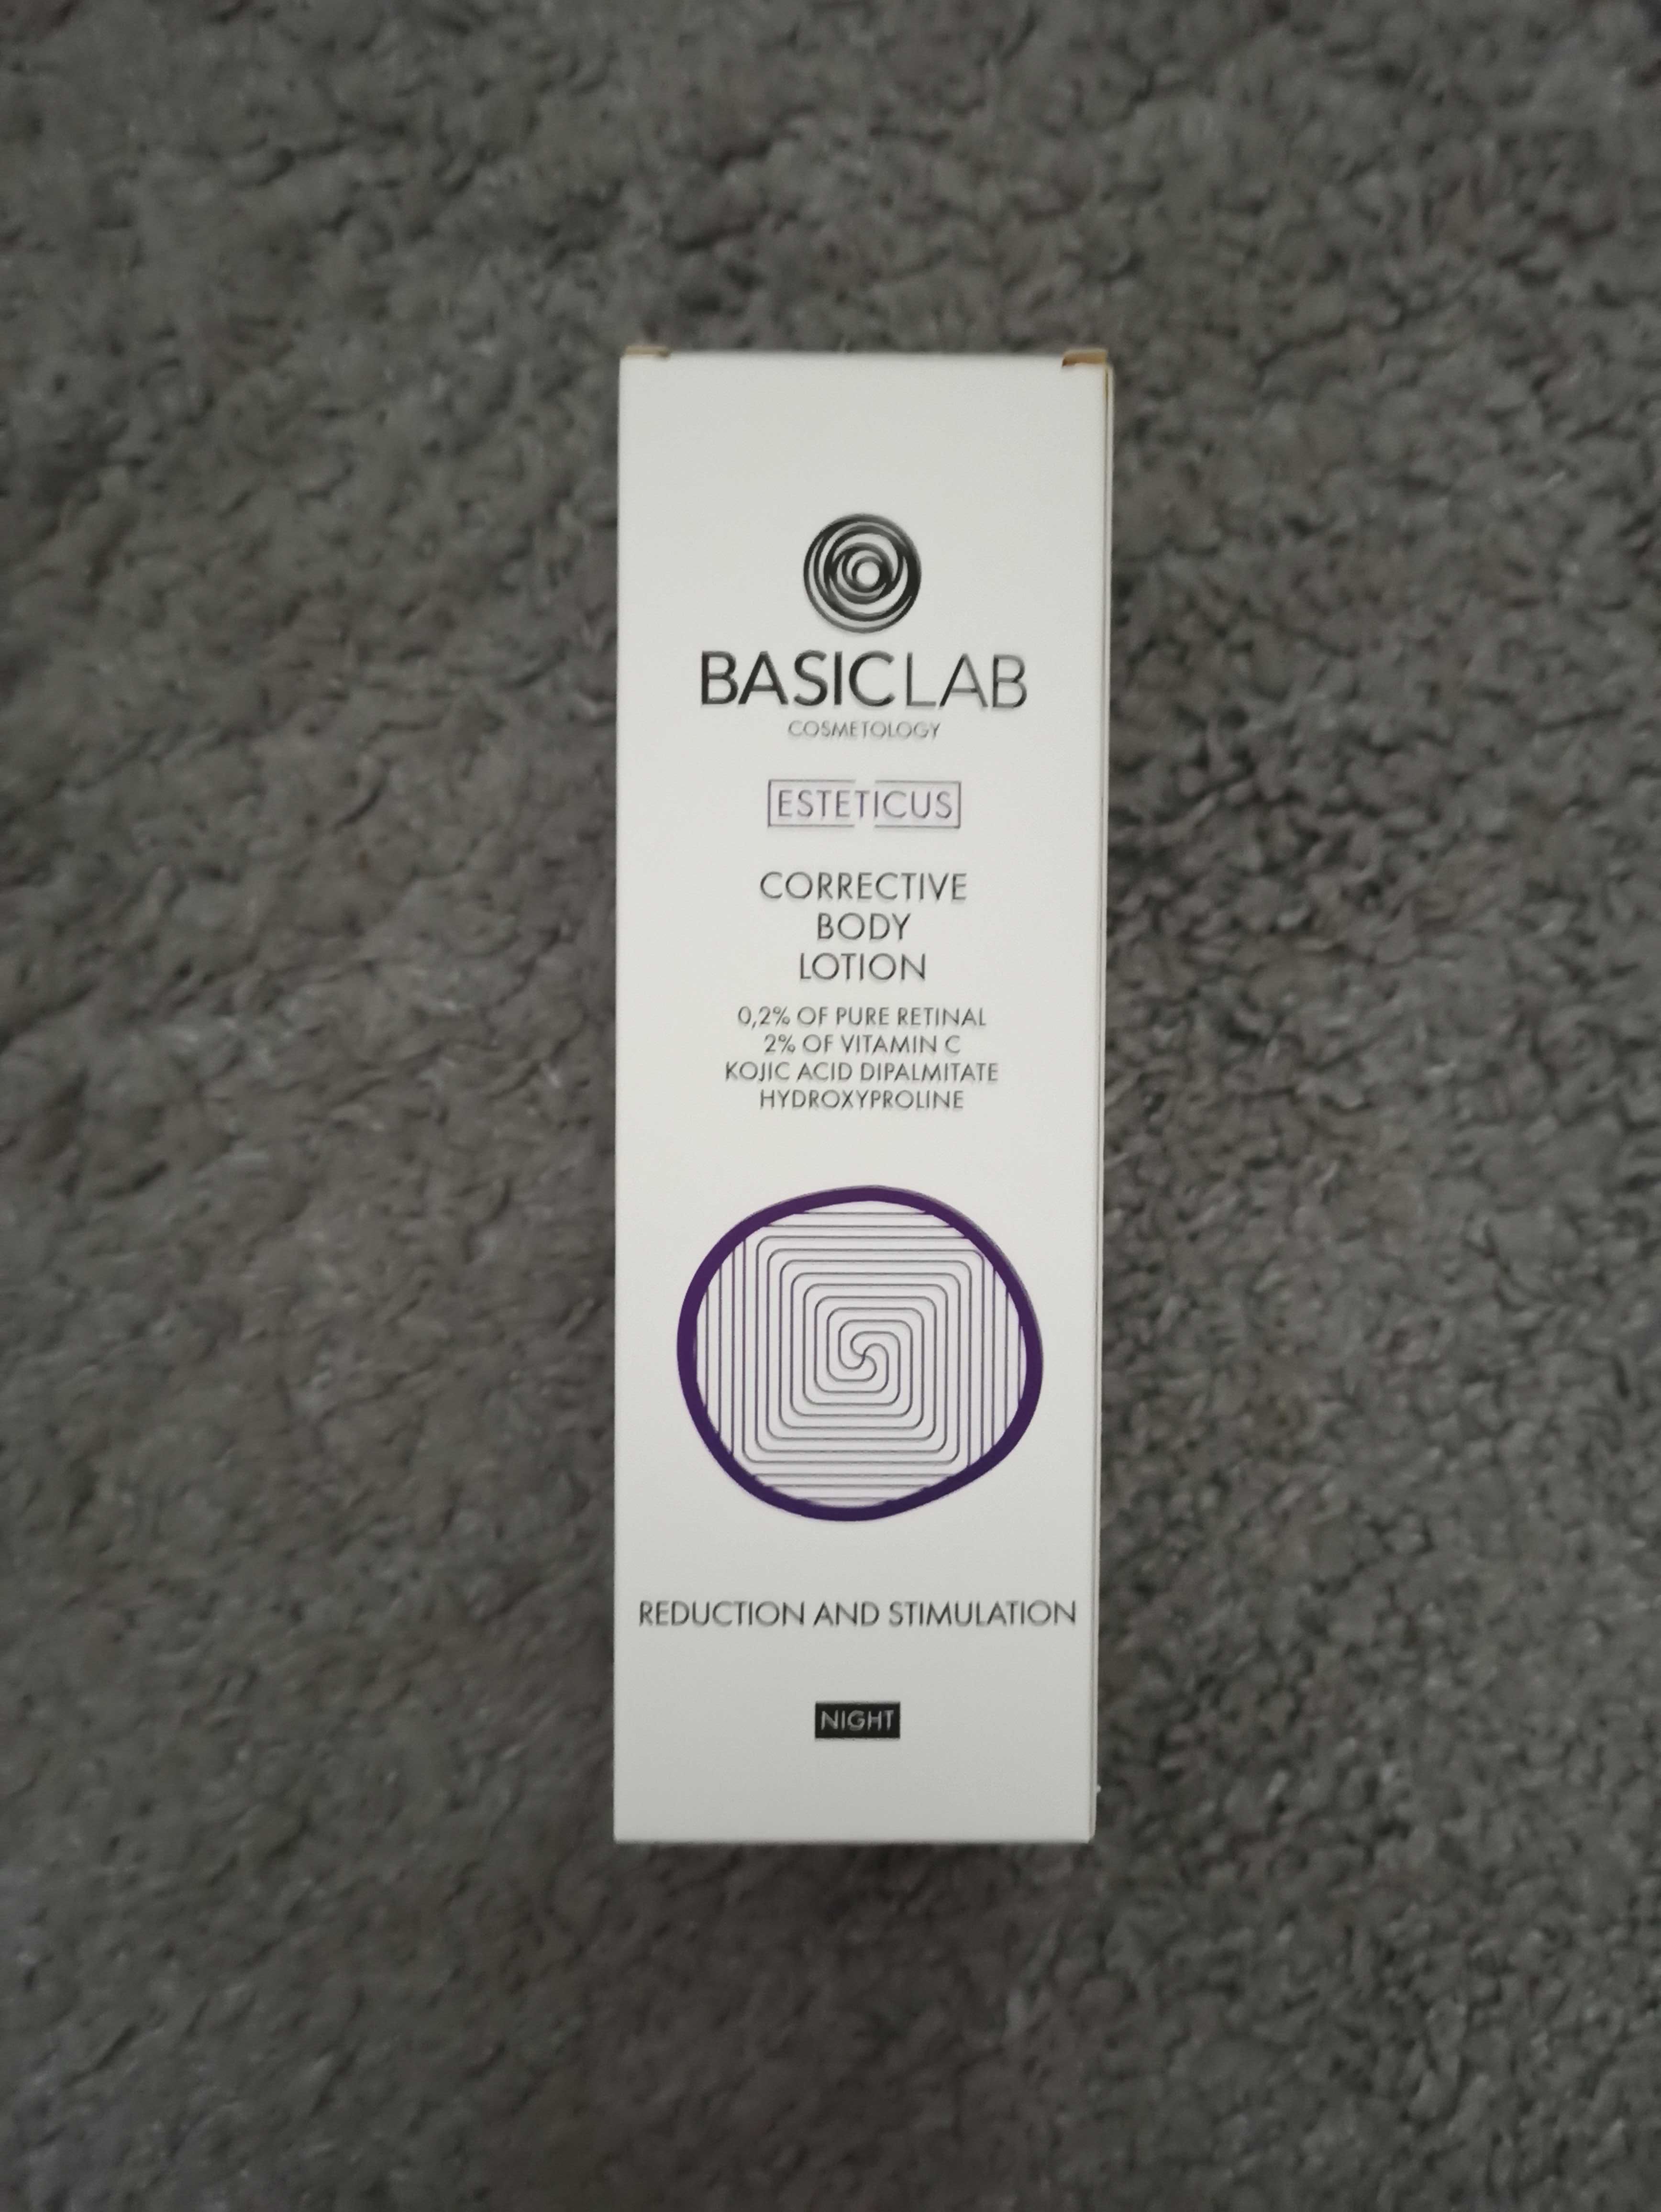 BASICLAB
COSMETOLOGY
ESTETICUS
CORRECTIVE
BODY
LOTION
0,2% OF PURE RETINAL
2% OF VITAMIN C
KOJIC ACID DIPALMITATE
HYDROXYPROLINE
REDUCTION AND STIMULATION
NIGHT